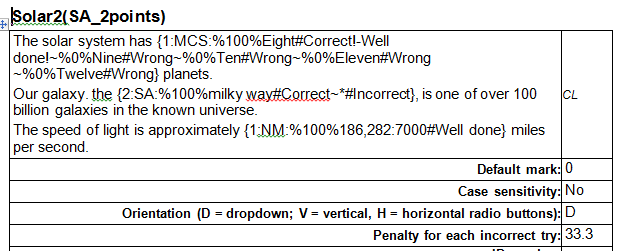 Solar2(SA_2points)
The solar system has {1:MCS:%100%Eight#Correct!-Well
done!~%0%Nine#Wrong~%0%Ten#Wrong~%0%Eleven#Wrong
~%0%Twelve#Wrong} planets.
Our galaxy. the {2:SA:%100%milky way#Correct~*#Incorrect}, is one of over 100
billion galaxies in the known universe.
The speed of light is approximately {1:NM:%100%186,282:7000#Well done} miles
per second.
CL
Default mark: 0
Case sensitivity: No
Orientation (D = dropdown; V = vertical, H = horizontal radio buttons): D
Penalty for each incorrect try: 33.3